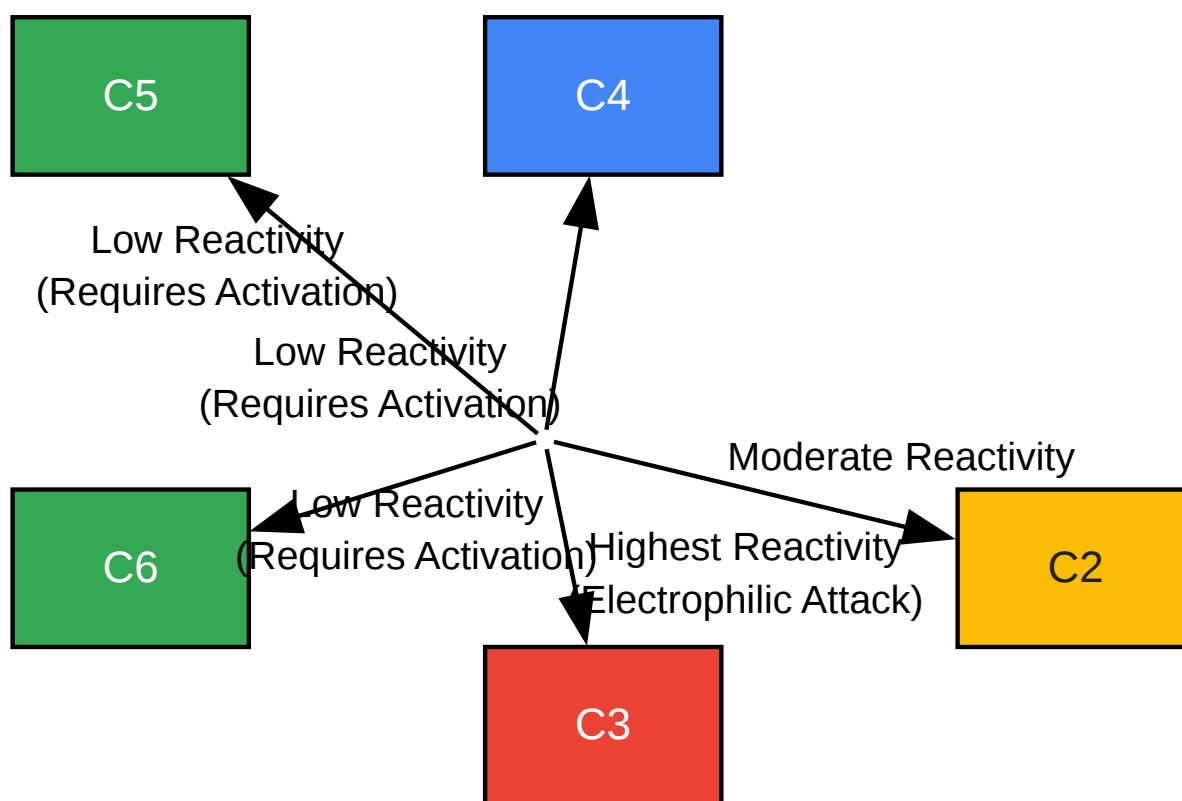 C5
C4
Low Reactivity
(Requires Activation)
Low Reactivity
(Requires Activation)
Moderate Reactivity
Low Reactivity
(Requires Activation)
Highest Reactivity
(Electrophilic Attack)
C6
C2
C3